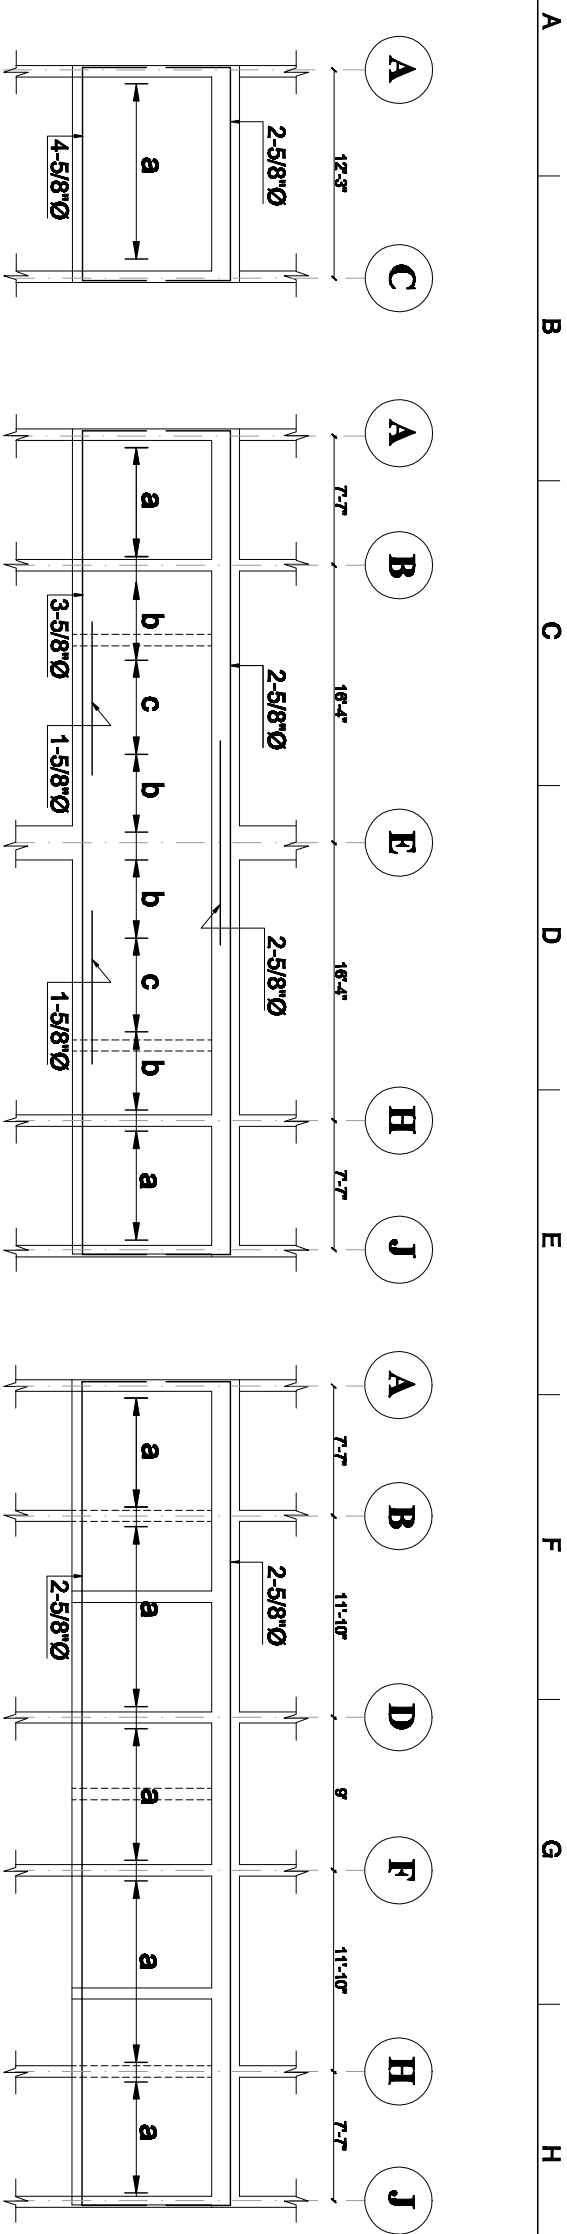 A B C D E F G H
A C A B E H J A B D F H J
12'-3" 7'-7" 16'-4" 16'-4" 7'-7" 7'-7" 11'-10" 9' 11'-10" 7'-7"
2-5/8"Ø 2-5/8"Ø 2-5/8"Ø 2-5/8"Ø
a a b c b b c b a a a a a a
4-5/8"Ø 3-5/8"Ø 1-5/8"Ø 1-5/8"Ø 2-5/8"Ø